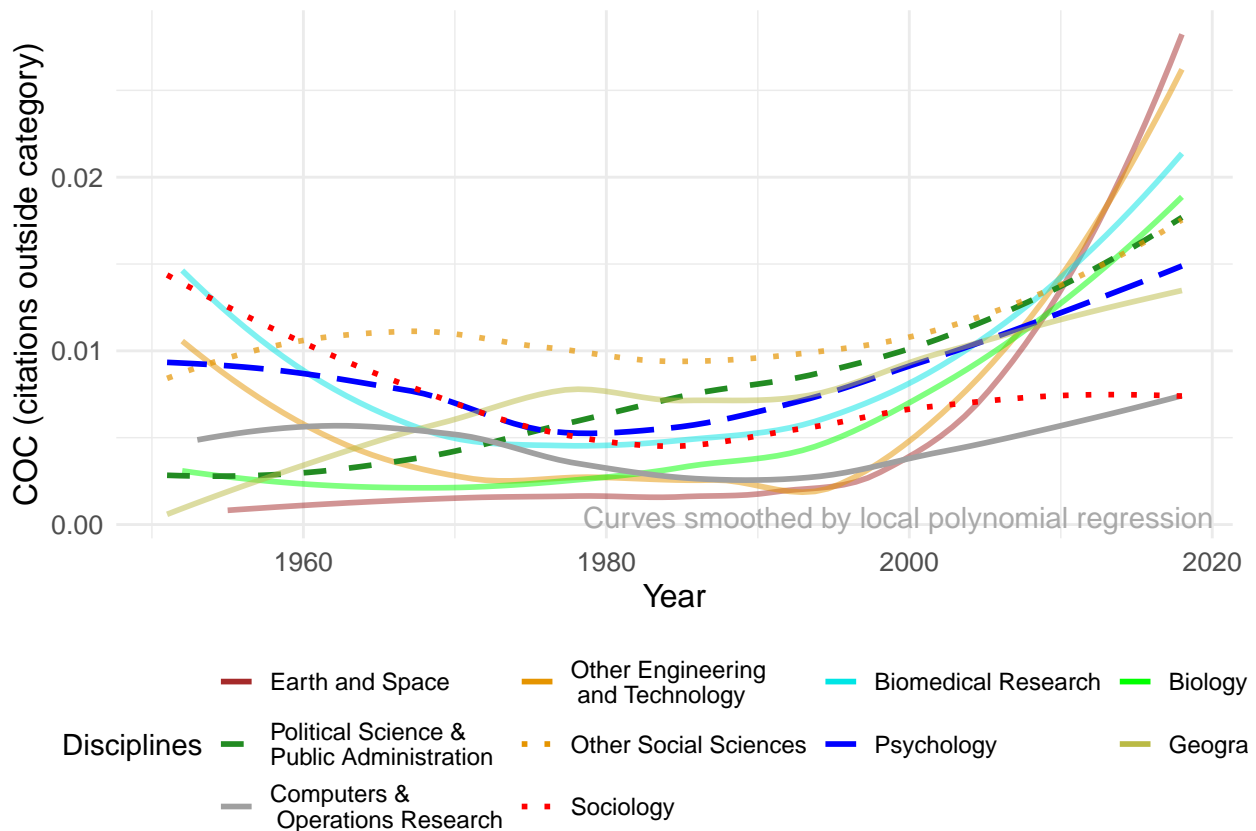 COC (citations outside category)
0.02
0.01
0.00
Curves smoothed by local polynomial regression
1960
1980
2000
2020
Year
Disciplines
Earth and Space
Other Engineering
and Technology
Biomedical Research
Biology
Political Science &
Public Administration
Other Social Sciences
Psychology
Geogra
Computers &
Operations Research
Sociology